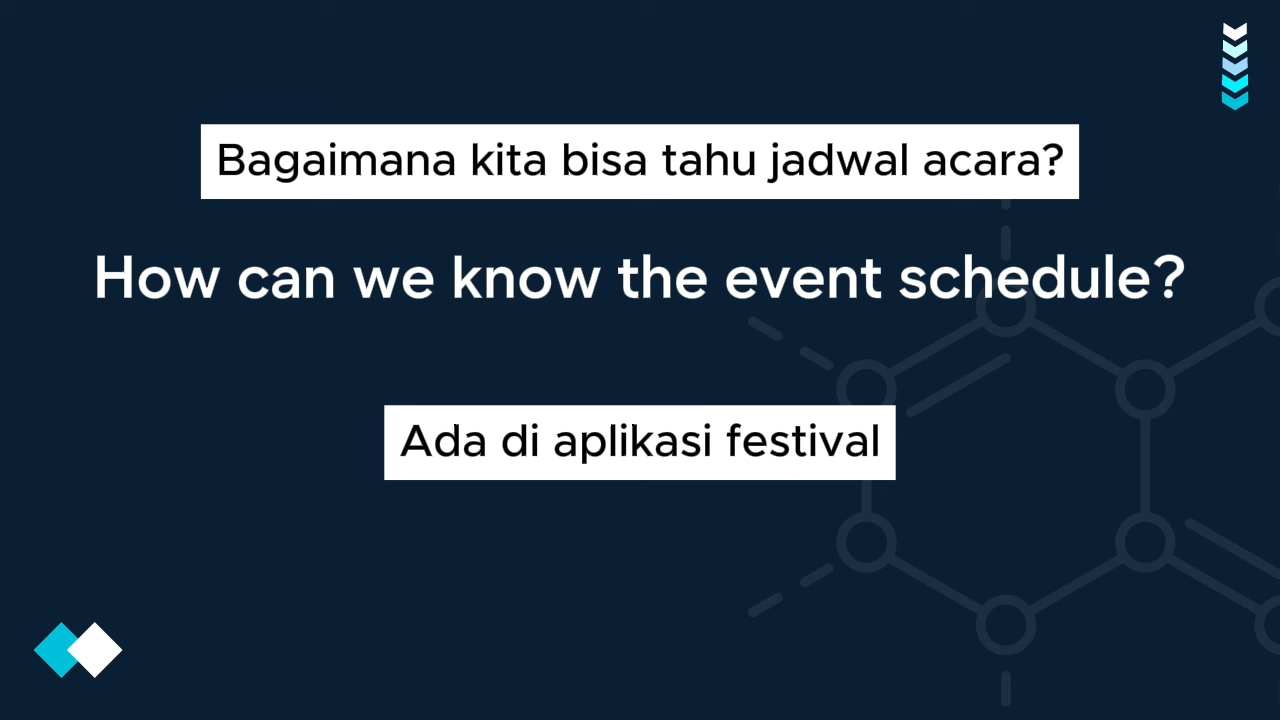 Bagaimana kita bisa tahu jadwal acara?
How can we know the event schedule?
Ada di aplikasi festival